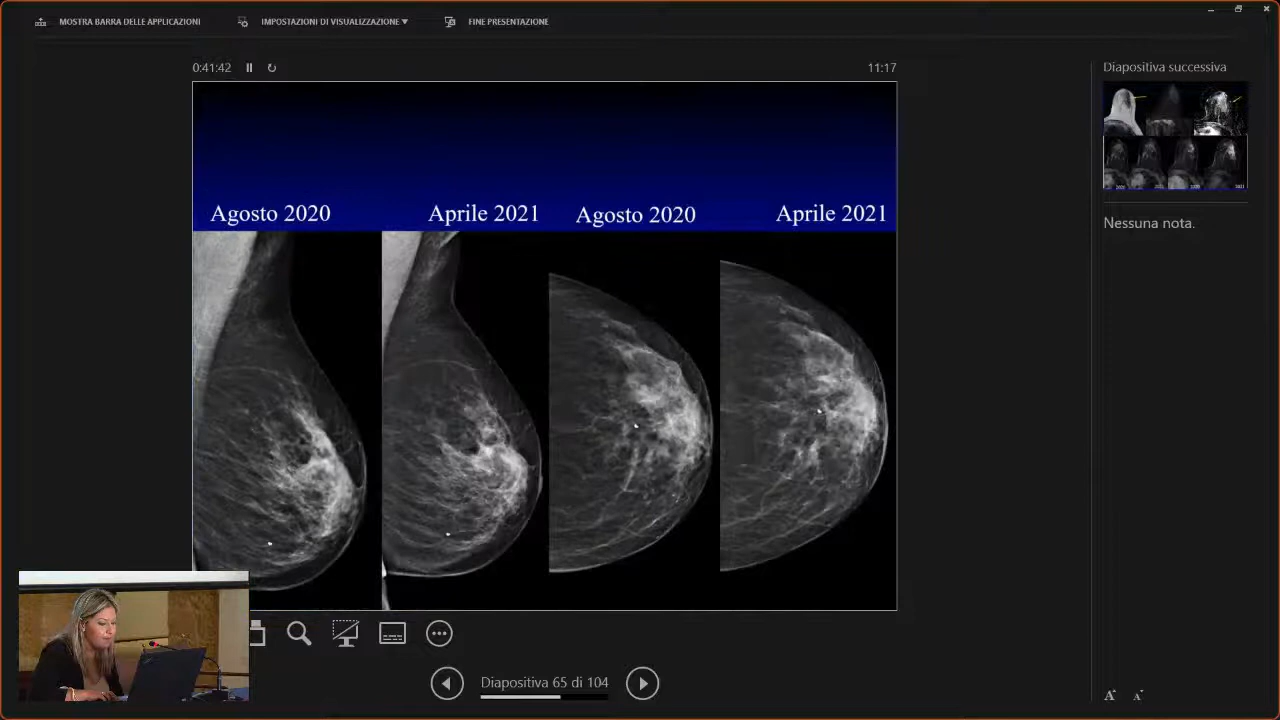 MOSTRA BARRA DELLE APPLICAZIONI IMPOSTAZIONI DI VISUALIZZAZIONE ▼ FINE PRESENTAZIONE
0:41:42 11:17
Diapositiva successiva
Agosto 2020 Aprile 2021 Agosto 2020 Aprile 2021
Nessuna nota.
Diapositiva 65 di 104
A A